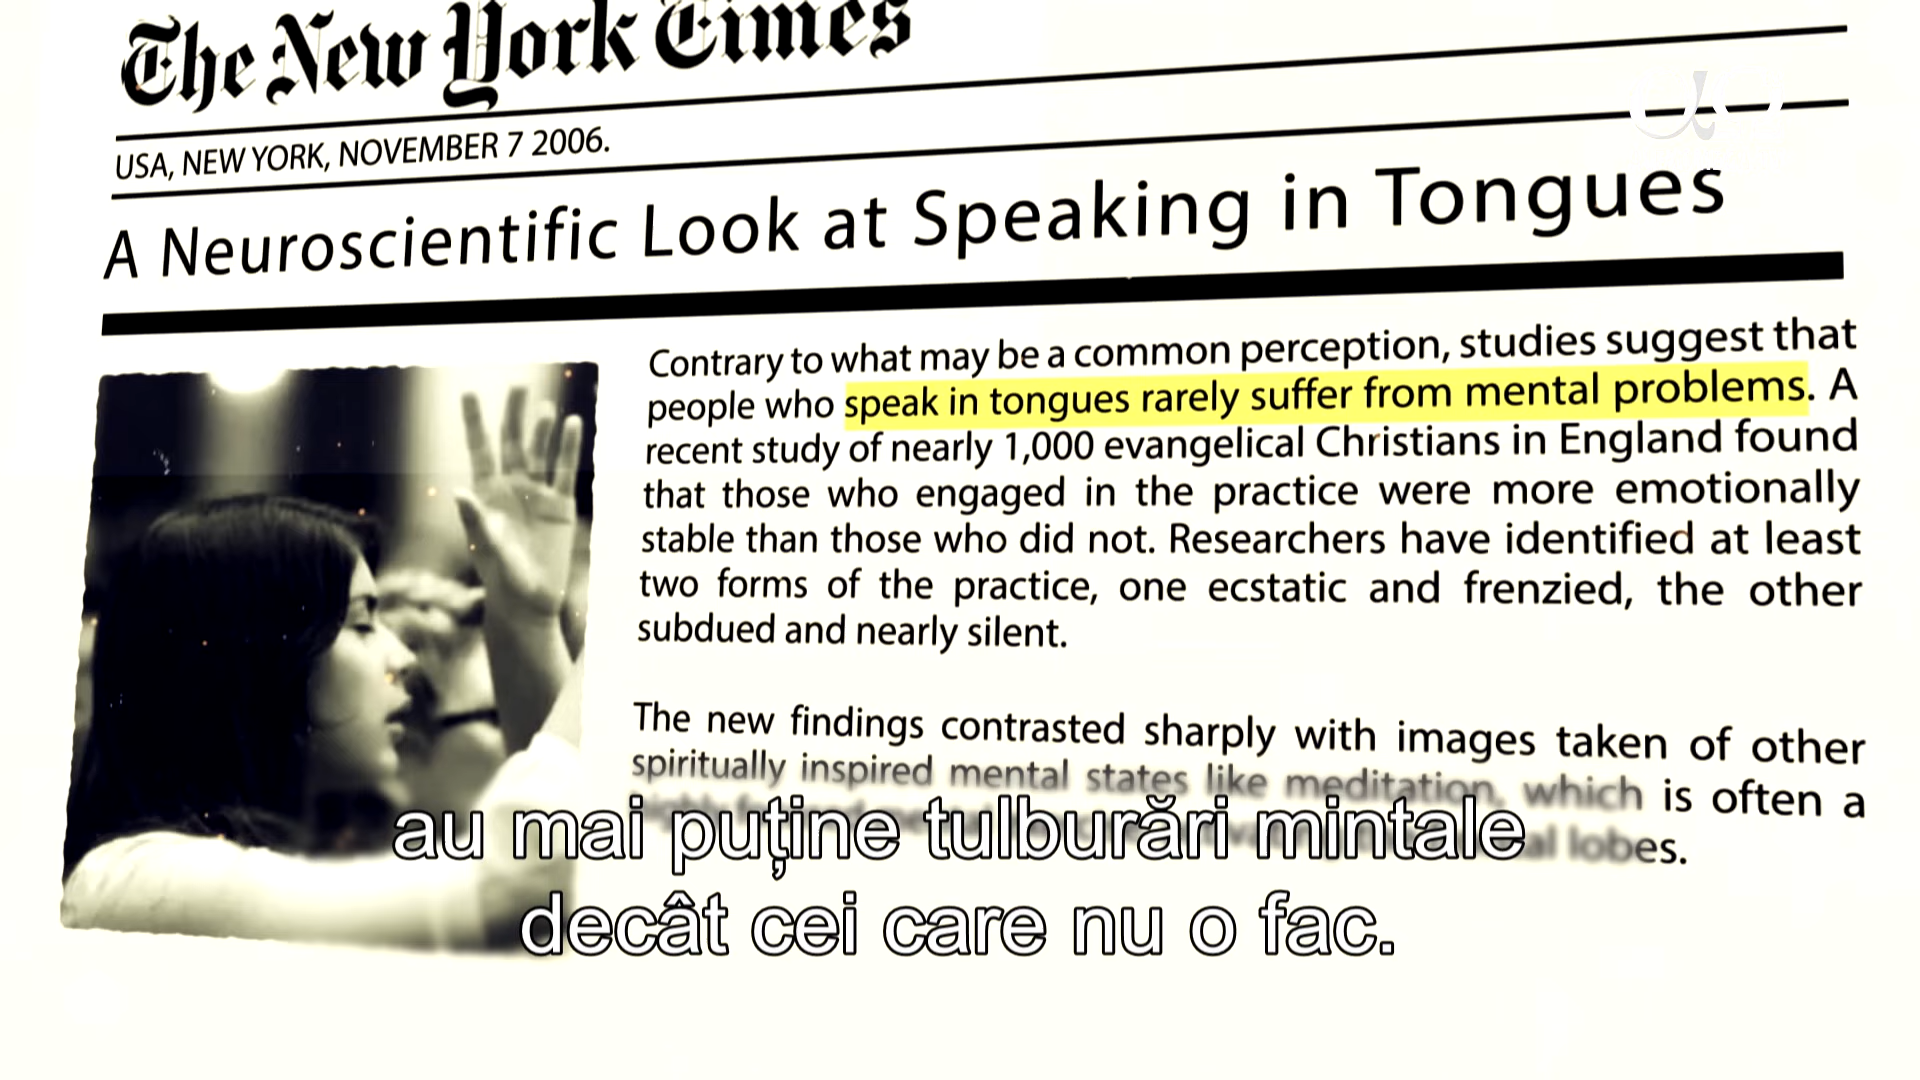 The New York Times
USA, NEW YORK, NOVEMBER 7 2006.
A Neuroscientific Look at Speaking in Tongues
Contrary to what may be a common perception, studies suggest that
people who speak in tongues rarely suffer from mental problems. A
recent study of nearly 1,000 evangelical Christians in England found
that those who engaged in the practice were more emotionally
stable than those who did not. Researchers have identified at least
two forms of the practice, one ecstatic and frenzied, the other
subdued and nearly silent.
The new findings contrasted sharply with images taken of other
spiritually inspired mental states like meditation, which is often a
lobes.
au mai puține tulburări mintale
decât cei care nu o fac.